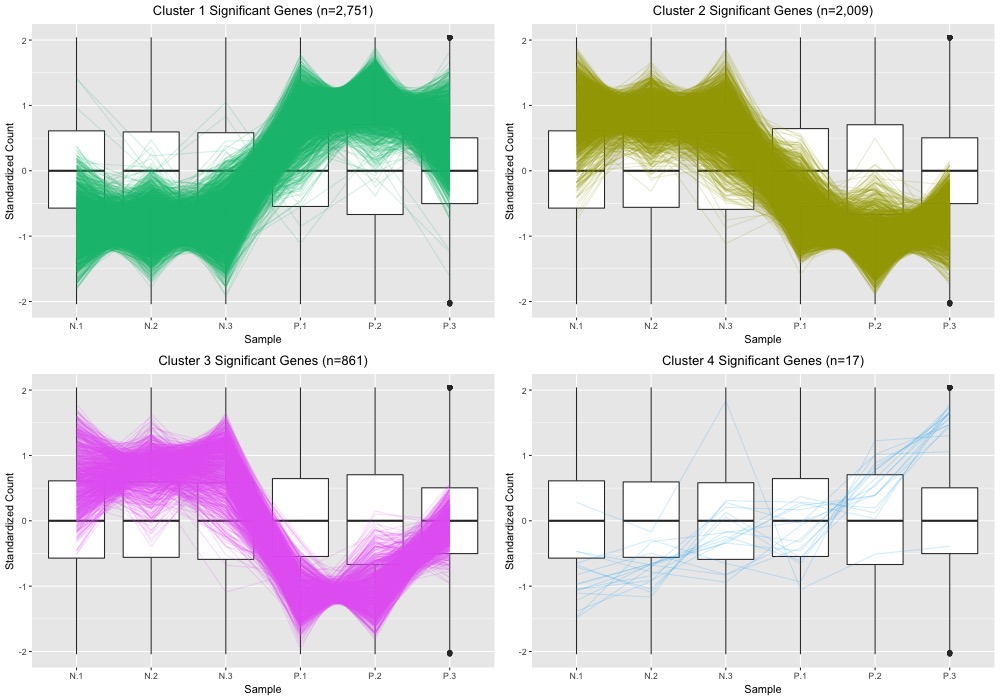 Cluster 1 Significant Genes (n=2,751)
2
1
0
-1
-2
Standardized Count
N.1 N.2 N.3 P.1 P.2 P.3
Sample
Cluster 2 Significant Genes (n=2,009)
2
1
0
-1
-2
Standardized Count
N.1 N.2 N.3 P.1 P.2 P.3
Sample
Cluster 3 Significant Genes (n=861)
2
1
0
-1
-2
Standardized Count
N.1 N.2 N.3 P.1 P.2 P.3
Sample
Cluster 4 Significant Genes (n=17)
2
1
0
-1
-2
Standardized Count
N.1 N.2 N.3 P.1 P.2 P.3
Sample